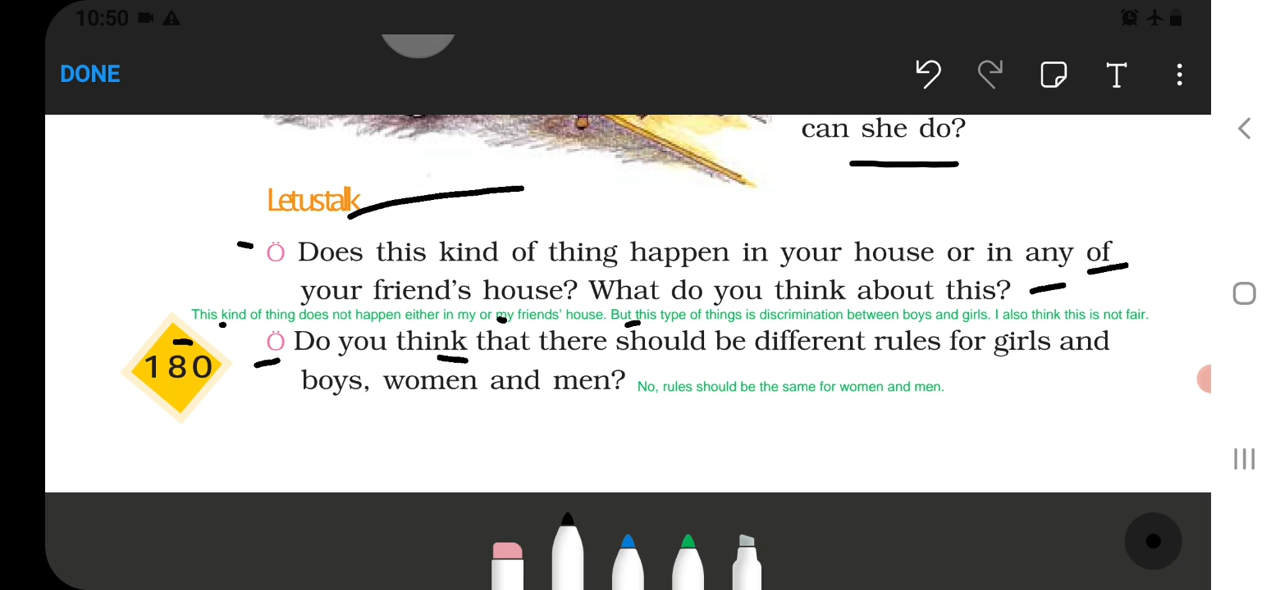 10:50
DONE
T
can she do?
Letustalk
Ö Does this kind of thing happen in your house or in any of
your friend's house? What do you think about this?
This kind of thing does not happen either in my or my friends' house. But this type of things is discrimination between boys and girls. I also think this is not fair.
Ö Do you think that there should be different rules for girls and
180
boys, women and men? No, rules should be the same for women and men.